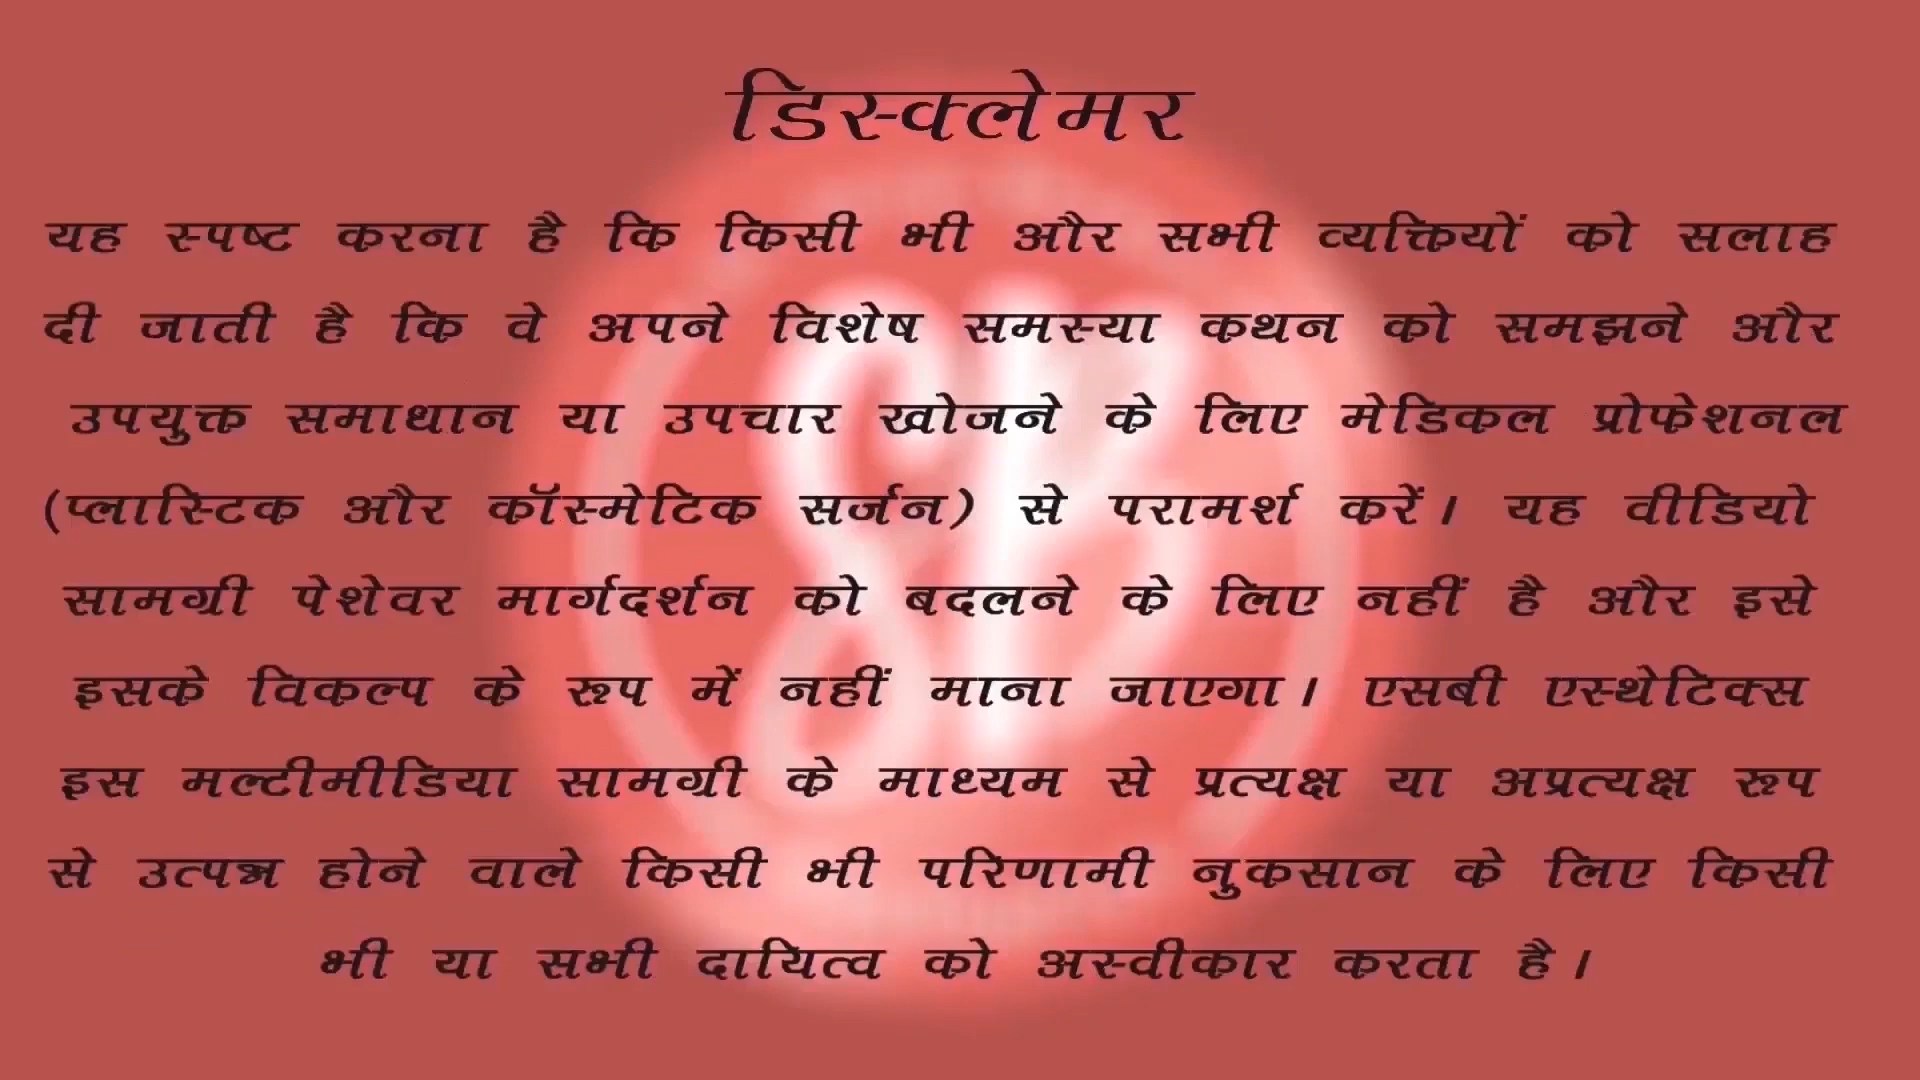 डिस्क्लेमर
यह स्पष्ट करना है कि किसी भी और सभी व्यक्तियों को सलाह
दी जाती है कि वे अपने विशेष समस्या कथन को समझने और
उपयुक्त समाधान या उपचार खोजने के लिए मेडिकल प्रोफेशनल
(प्लास्टिक और कॉस्मेटिक सर्जन) से परामर्श करें। यह वीडियो
सामग्री पेशेवर मार्गदर्शन को बदलने के लिए नहीं है और इसे
इसके विकल्प के रूप में नहीं माना जाएगा। एसबी एस्थेटिक्स
इस मल्टीमीडिया सामग्री के माध्यम से प्रत्यक्ष या अप्रत्यक्ष रूप
से उत्पन्न होने वाले किसी भी परिणामी नुकसान के लिए किसी
भी या सभी दायित्व को अस्वीकार करता है।